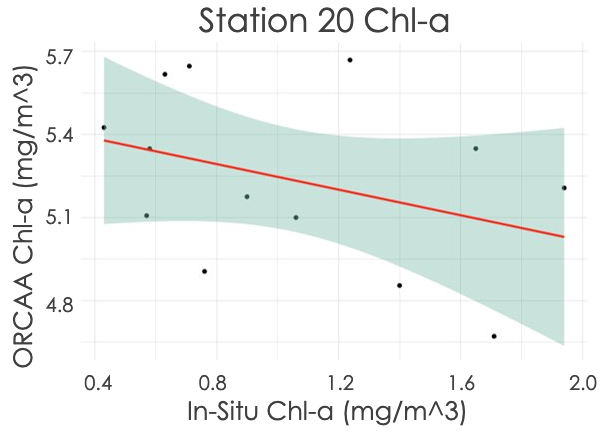 Station 20 Chl-a
ORCAA Chl-a (mg/m^3)
5.7
5.4
5.1
4.8
0.4 0.8 1.2 1.6 2.0
In-Situ Chl-a (mg/m^3)